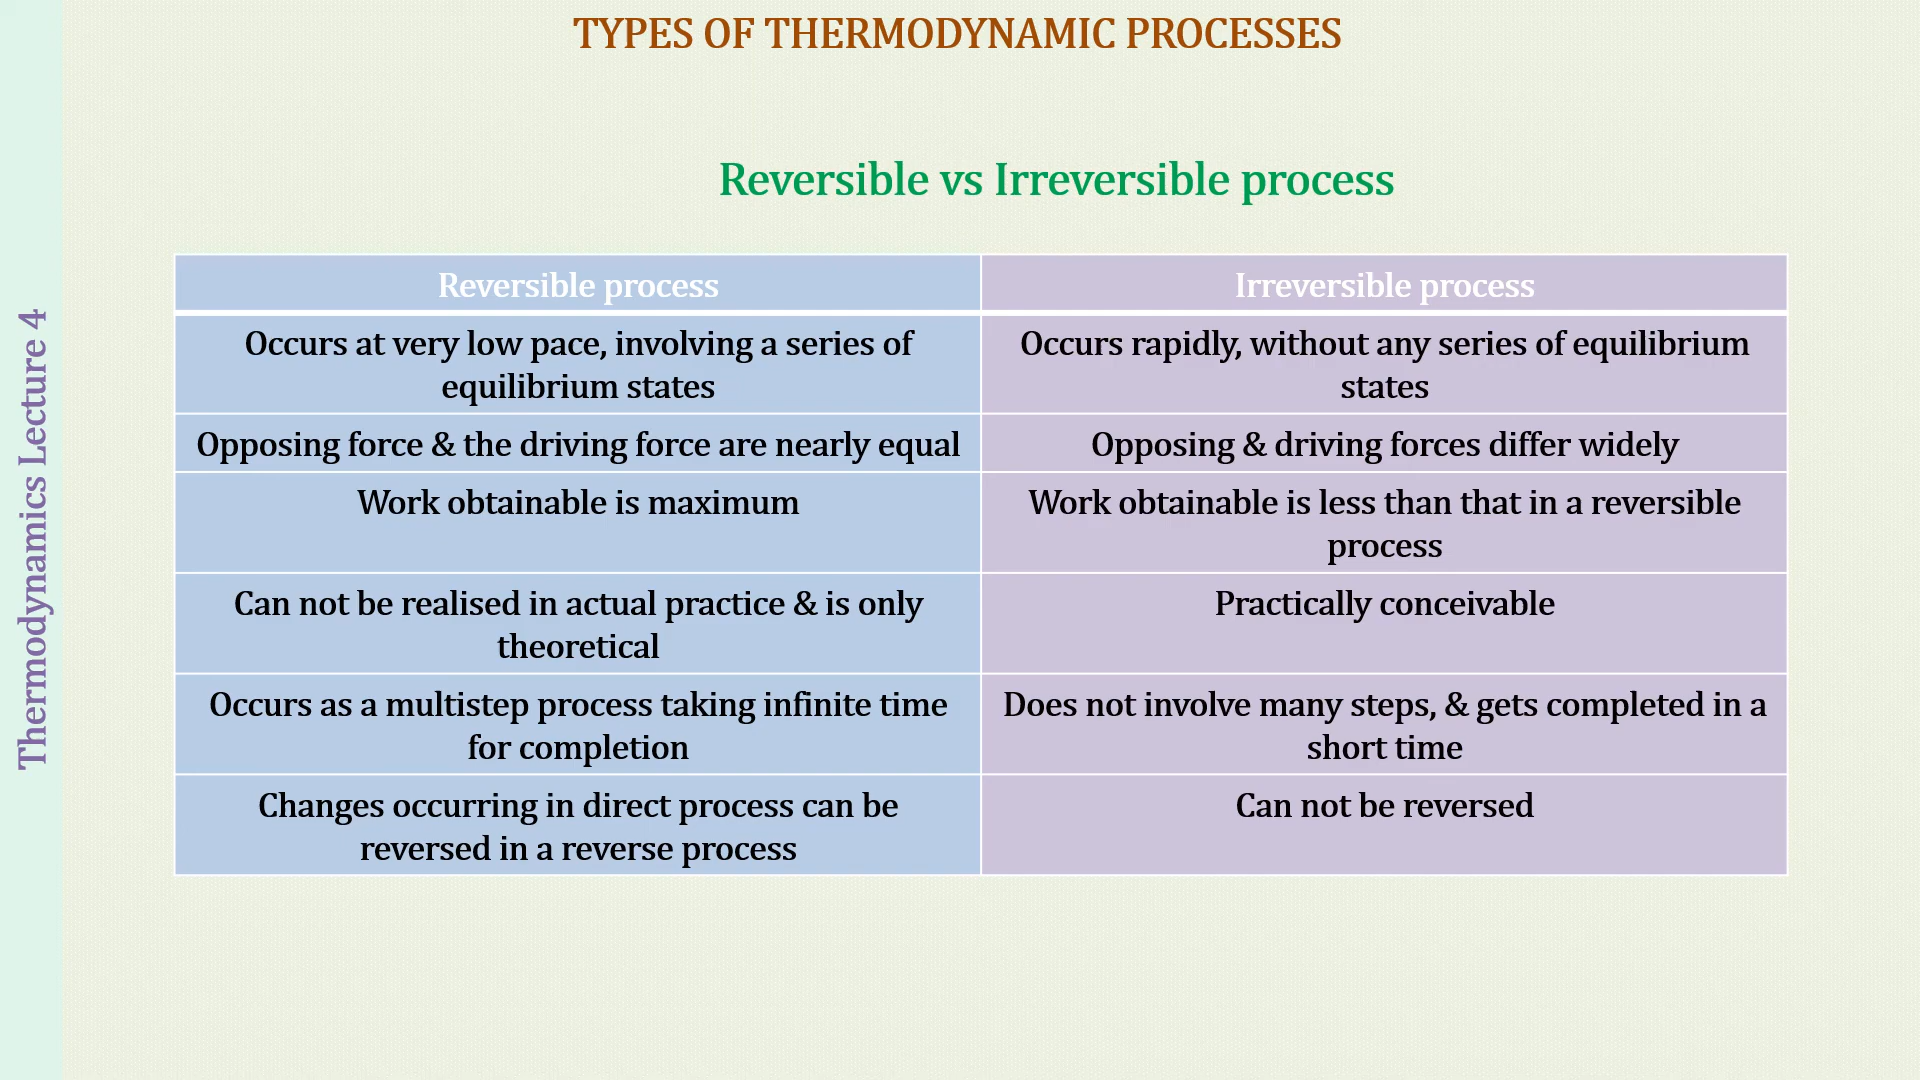 TYPES OF THERMODYNAMIC PROCESSES
Reversible vs Irreversible process
Reversible process
Irreversible process
Occurs at very low pace, involving a series of
equilibrium states
Occurs rapidly, without any series of equilibrium
states
Opposing force & the driving force are nearly equal
Opposing & driving forces differ widely
Work obtainable is maximum
Work obtainable is less than that in a reversible
process
Can not be realised in actual practice & is only
theoretical
Practically conceivable
Occurs as a multistep process taking infinite time
for completion
Does not involve many steps, & gets completed in a
short time
Changes occurring in direct process can be
reversed in a reverse process
Can not be reversed
Thermodynamics Lecture 4